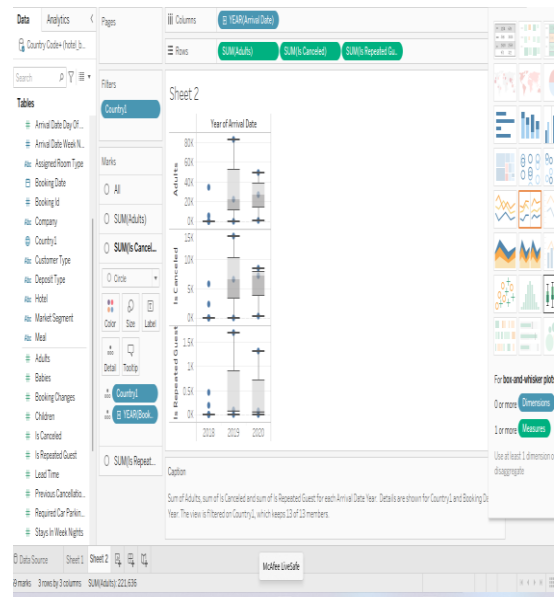 Data Analytics
Country Code+ (hotel_b...
Search
Tables
Arrival Date Day Of ...
Arrival Date Week N...
Assigned Room Type
Booking Date
Booking Id
Company
Country1
Customer Type
Deposit Type
Hotel
Market Segment
Meal
Adults
Babies
Booking Changes
Children
Is Canceled
Is Repeated Guest
Lead Time
Previous Cancellatio...
Required Car Parkin...
Stays In Week Nights
Pages
Filters
Country1
Marks
All
SUM(Adults)
SUM(Is Cancel...
Circle
Color Size Label
Detail Tooltip
Country1
YEAR(Book..
SUM(Is Repeat...
Columns YEAR(Arrival Date)
Rows SUM(Adults) SUM(Is Canceled) SUM(Is Repeated Gu..
Sheet 2
Year of Arrival Date
Adults
80K
60K
40K
20K
0K
Is Canceled
15K
10K
5K
0K
Is Repeated Guest
1.5K
1K
0.5K
0K
2018 2019 2020
Caption
Sum of Adults, sum of Is Canceled and sum of Is Repeated Guest for each Arrival Date Year. Details are shown for Country1 and Booking Da
Year. The view is filtered on Country1, which keeps 13 of 13 members.
For box-and-whisker plots
0 or more Dimensions
1 or more Measures
Use at least 1 dimension o
disaggregate
Data Source Sheet 1 Sheet 2
McAfee LiveSafe
marks 3 rows by 3 columns SUM(Adults): 221,636